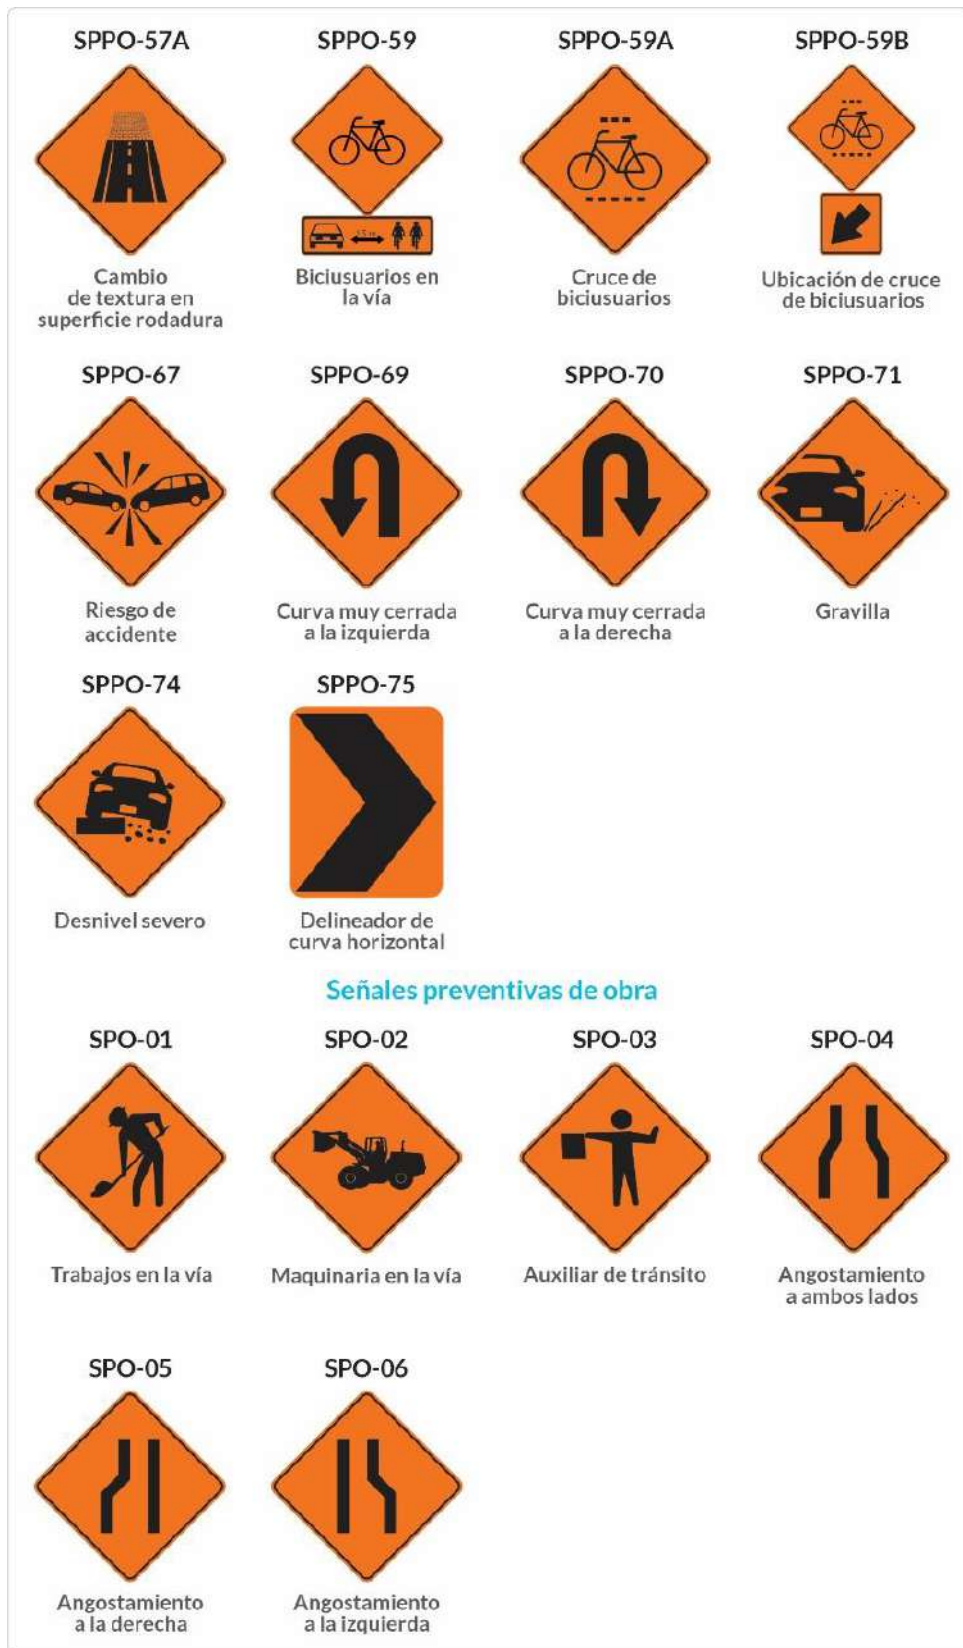 SPPO-57A
SPPO-59
SPPO-59A
SPPO-59B
1.5 m
Cambio
de textura en
superficie rodadura
Biciusuarios en
la vía
Cruce de
biciusuarios
Ubicación de cruce
de biciusuarios
SPPO-67
SPPO-69
SPPO-70
SPPO-71
Riesgo de
accidente
Curva muy cerrada
a la izquierda
Curva muy cerrada
a la derecha
Gravilla
SPPO-74
SPPO-75
Desnivel severo
Delineador de
curva horizontal
Señales preventivas de obra
SPO-01
SPO-02
SPO-03
SPO-04
Trabajos en la vía
Maquinaria en la vía
Auxiliar de tránsito
Angostamiento
a ambos lados
SPO-05
SPO-06
Angostamiento
a la derecha
Angostamiento
a la izquierda